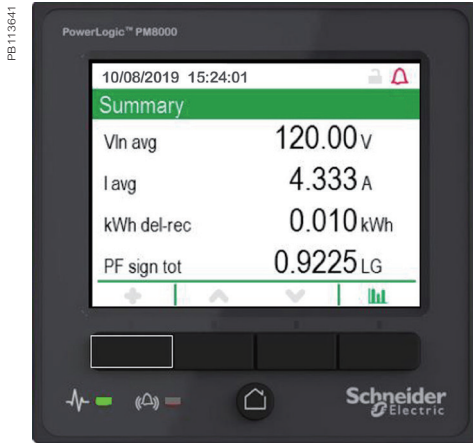 PB113641
PowerLogic™ PM8000
10/08/2019 15:24:01
Summary
Vln avg 120.00 V
I avg 4.333 A
kWh del-rec 0.010 kWh
PF sign tot 0.9225 LG
Schneider
Electric